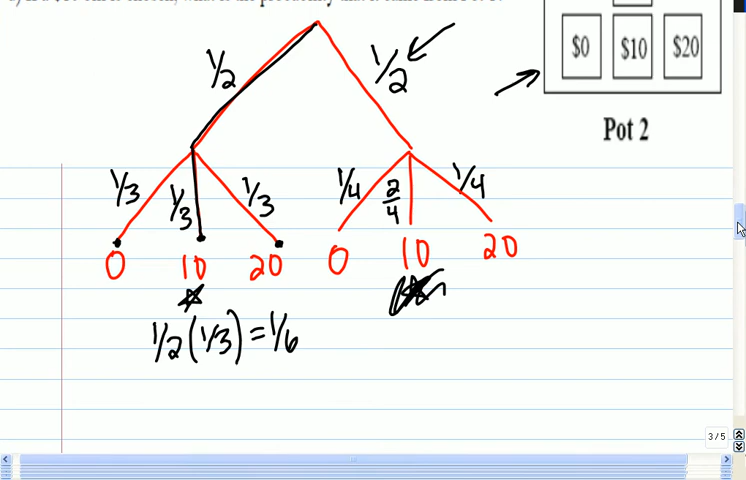 1/2 1/2
$0 $10 $20
Pot 2
1/3 1/3 1/3 1/4 2/4 1/4
0 10 20 0 10 20
1/2(1/3)=1/6
3/5